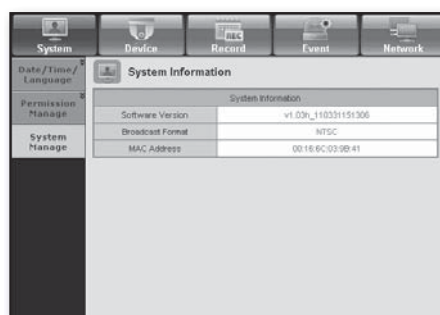 System Device Record Event Network
Date/Time/
Language
Permission
Manage
System
Manage
System Information
System Information
Software Version v1.03h_110331151306
Broadcast Format NTSC
MAC Address 00:16:6C:03:9B:41